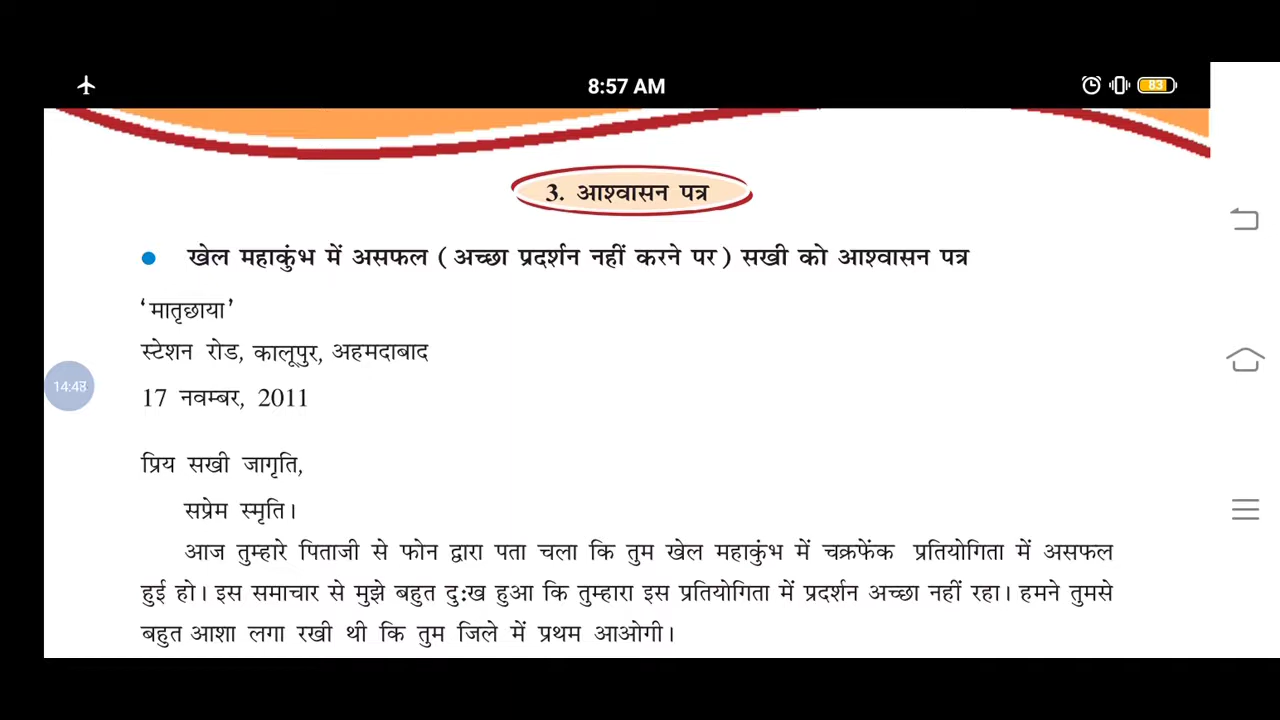 8:57 AM
83
3. आश्वासन पत्र
खेल महाकुंभ में असफल ( अच्छा प्रदर्शन नहीं करने पर ) सखी को आश्वासन पत्र
‘मातृछाया’
स्टेशन रोड, कालूपुर, अहमदाबाद
14:48
17 नवम्बर, 2011
प्रिय सखी जागृति,
सप्रेम स्मृति।
आज तुम्हारे पिताजी से फोन द्वारा पता चला कि तुम खेल महाकुंभ में चक्रफेंक प्रतियोगिता में असफल
हुई हो। इस समाचार से मुझे बहुत दुःख हुआ कि तुम्हारा इस प्रतियोगिता में प्रदर्शन अच्छा नहीं रहा। हमने तुमसे
बहुत आशा लगा रखी थी कि तुम जिले में प्रथम आओगी।